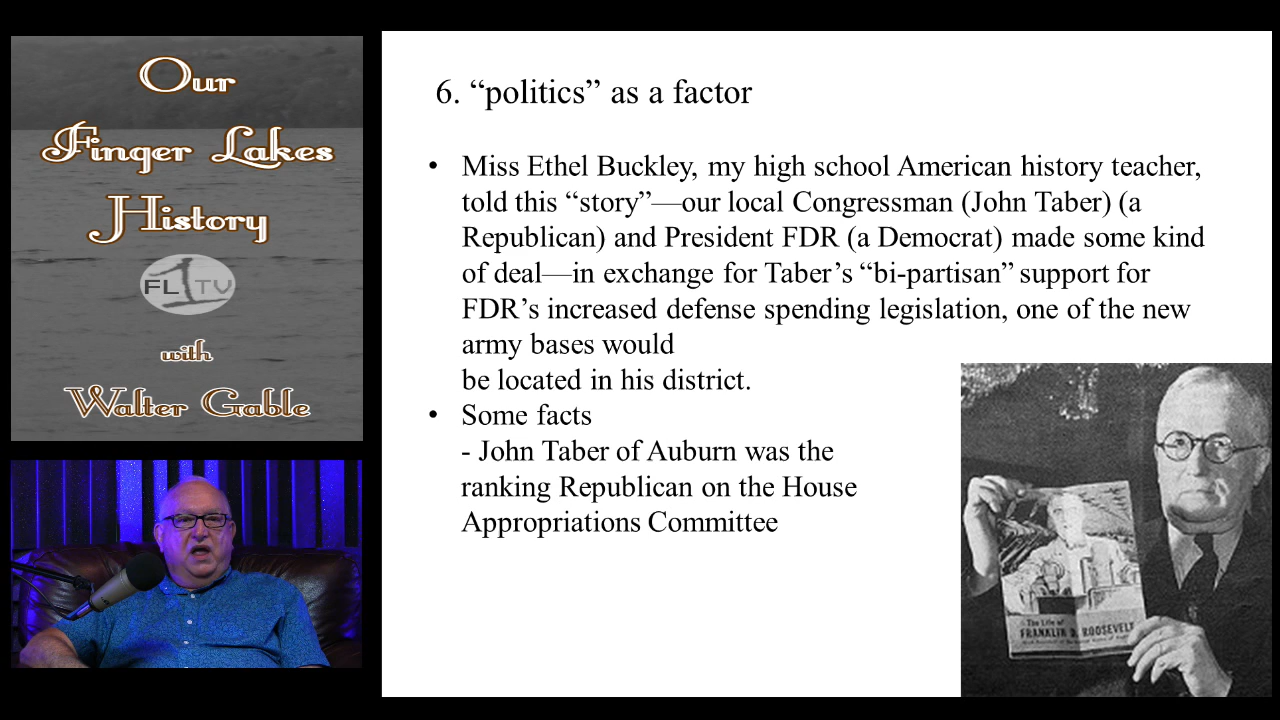 Our
Finger Lakes
History
FL TV
with
Walter Gable
6. “politics” as a factor
• Miss Ethel Buckley, my high school American history teacher,
told this “story”—our local Congressman (John Taber) (a
Republican) and President FDR (a Democrat) made some kind
of deal—in exchange for Taber’s “bi-partisan” support for
FDR’s increased defense spending legislation, one of the new
army bases would
be located in his district.
• Some facts
- John Taber of Auburn was the
ranking Republican on the House
Appropriations Committee
The Life of
FRANKLIN D. ROOSEVELT